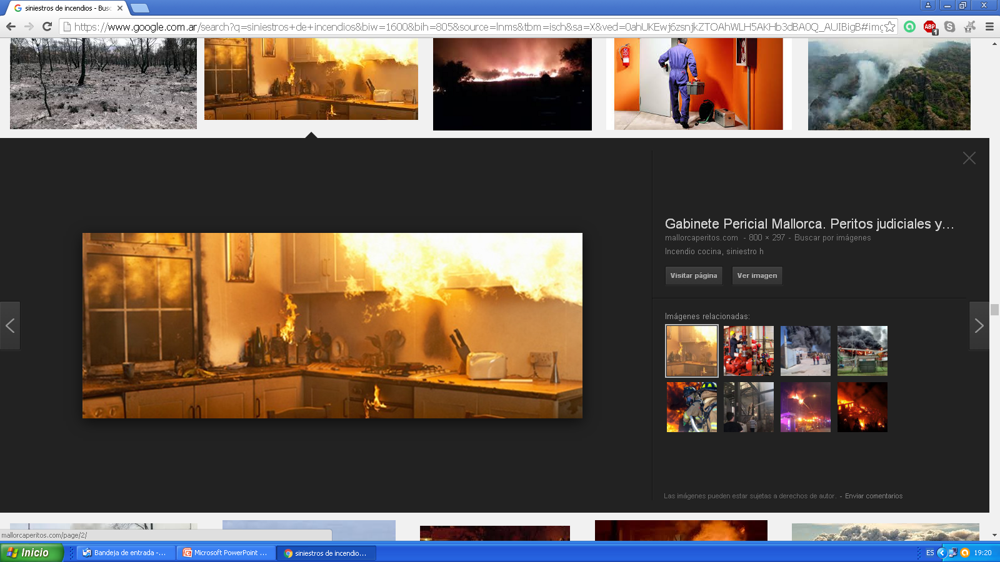 siniestros de incendios - Busc
https://www.google.com.ar/search?q=siniestros+de+incendios&biw=1600&bih=805&source=lnms&tbm=isch&sa=X&ved=0ahUKEwj6zsnjkZTOAhWLH5AKHb3dBA0Q_AUIBigB#img
ABP
1
Gabinete Pericial Mallorca. Peritos judiciales y...
mallorcaperitos.com - 800 × 297 - Buscar por imágenes
Incendio cocina, siniestro h
Visitar página
Ver imagen
Imágenes relacionadas:
Las imágenes pueden estar sujetas a derechos de autor. - Enviar comentarios
mallorcaperitos.com/page/2/
Inicio
Bandeja de entrada -...
Microsoft PowerPoint ...
siniestros de incendio...
ES
19:20